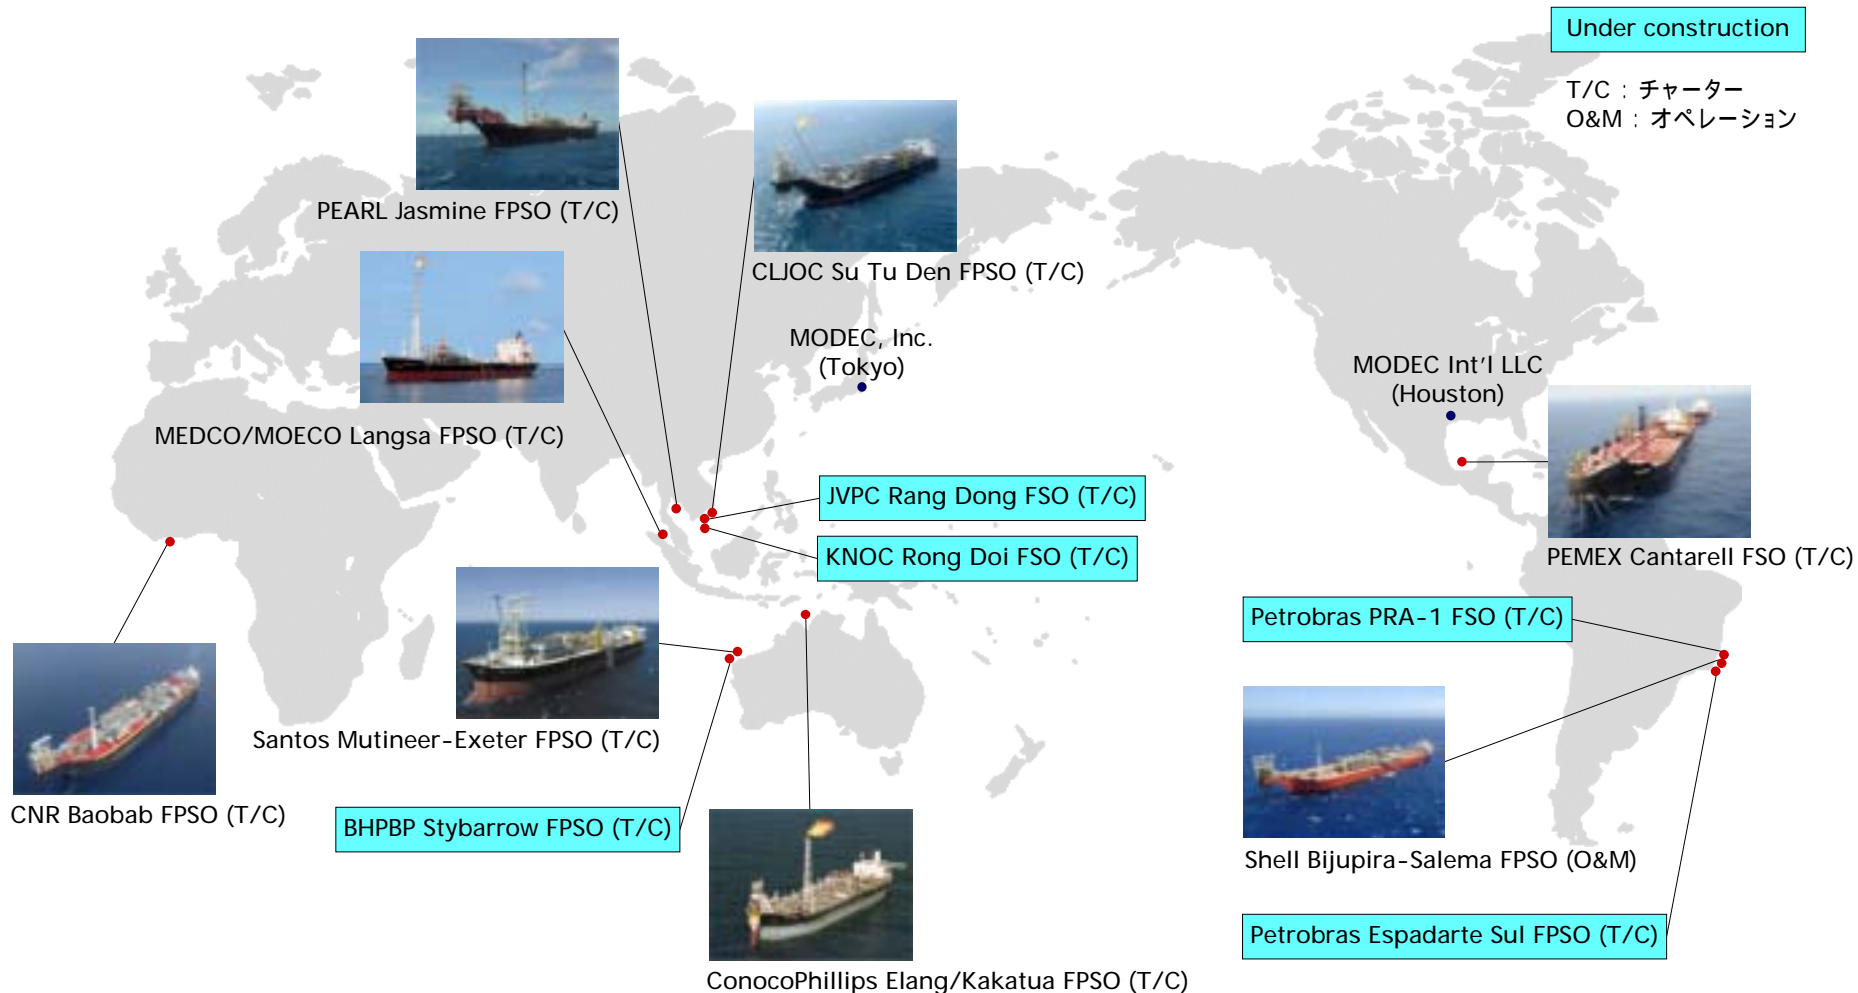 Under construction
T/C : チャーター
O&M : オペレーション
PEARL Jasmine FPSO (T/C)
CLJOC Su Tu Den FPSO (T/C)
MODEC, Inc.
(Tokyo)
MODEC Int'l LLC
(Houston)
MEDCO/MOECO Langsa FPSO (T/C)
JVPC Rang Dong FSO (T/C)
KNOC Rong Doi FSO (T/C)
PEMEX Cantarell FSO (T/C)
Petrobras PRA-1 FSO (T/C)
Santos Mutineer-Exeter FPSO (T/C)
CNR Baobab FPSO (T/C)
BHPBP Stybarrow FPSO (T/C)
Shell Bijupira-Salema FPSO (O&M)
Petrobras Espadarte Sul FPSO (T/C)
ConocoPhillips Elang/Kakatua FPSO (T/C)